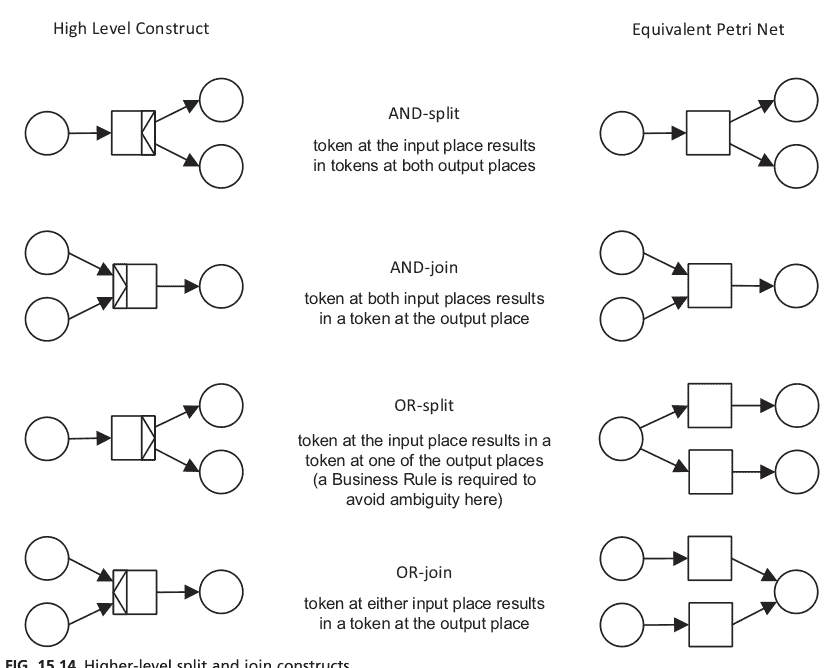 High Level Construct
Equivalent Petri Net
AND-split
token at the input place results
in tokens at both output places
AND-join
token at both input places results
in a token at the output place
OR-split
token at the input place results in a
token at one of the output places
(a Business Rule is required to
avoid ambiguity here)
OR-join
token at either input place results
in a token at the output place
FIG. 15.14 Higher-level split and join constructs